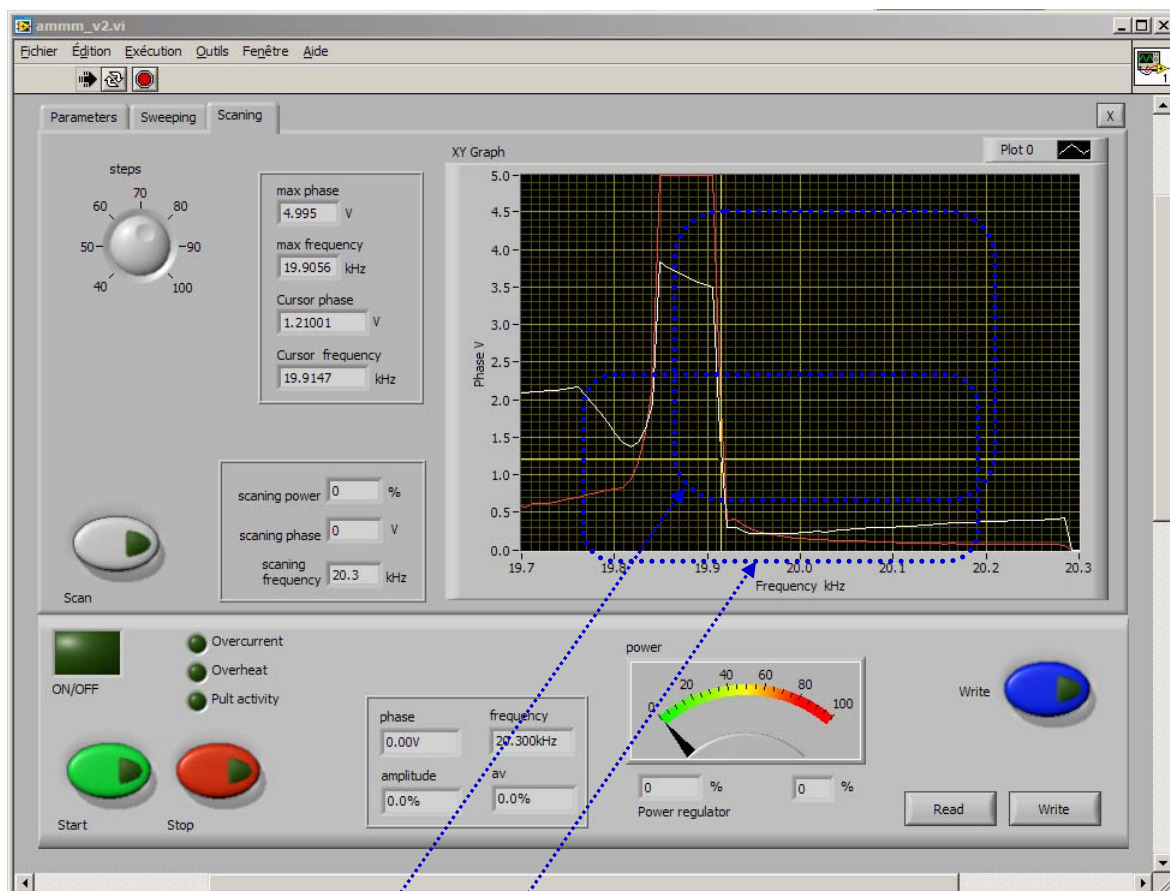 ammm_v2.vi
Fichier Édition Exécution Outils Fenêtre Aide
1
Parameters Sweeping Scaning X
steps
40 50 60 70 80 90 100
max phase
4.995 V
max frequency
19.9056 kHz
Cursor phase
1.21001 V
Cursor frequency
19.9147 kHz
scaning power 0 %
scaning phase 0 V
scaning frequency 20.3 kHz
Scan
XY Graph Plot 0
Phase V
5.0
4.5
4.0
3.5
3.0
2.5
2.0
1.5
1.0
0.5
0.0
19.7 19.8 19.9 20.0 20.1 20.2 20.3
Frequency kHz
ON/OFF
Overcurrent
Overheat
Pult activity
Start Stop
phase frequency
0.00V 20.300kHz
amplitude av
0.0% 0.0%
power
0 20 40 60 80 100
0 % 0 %
Power regulator
Write
Read Write